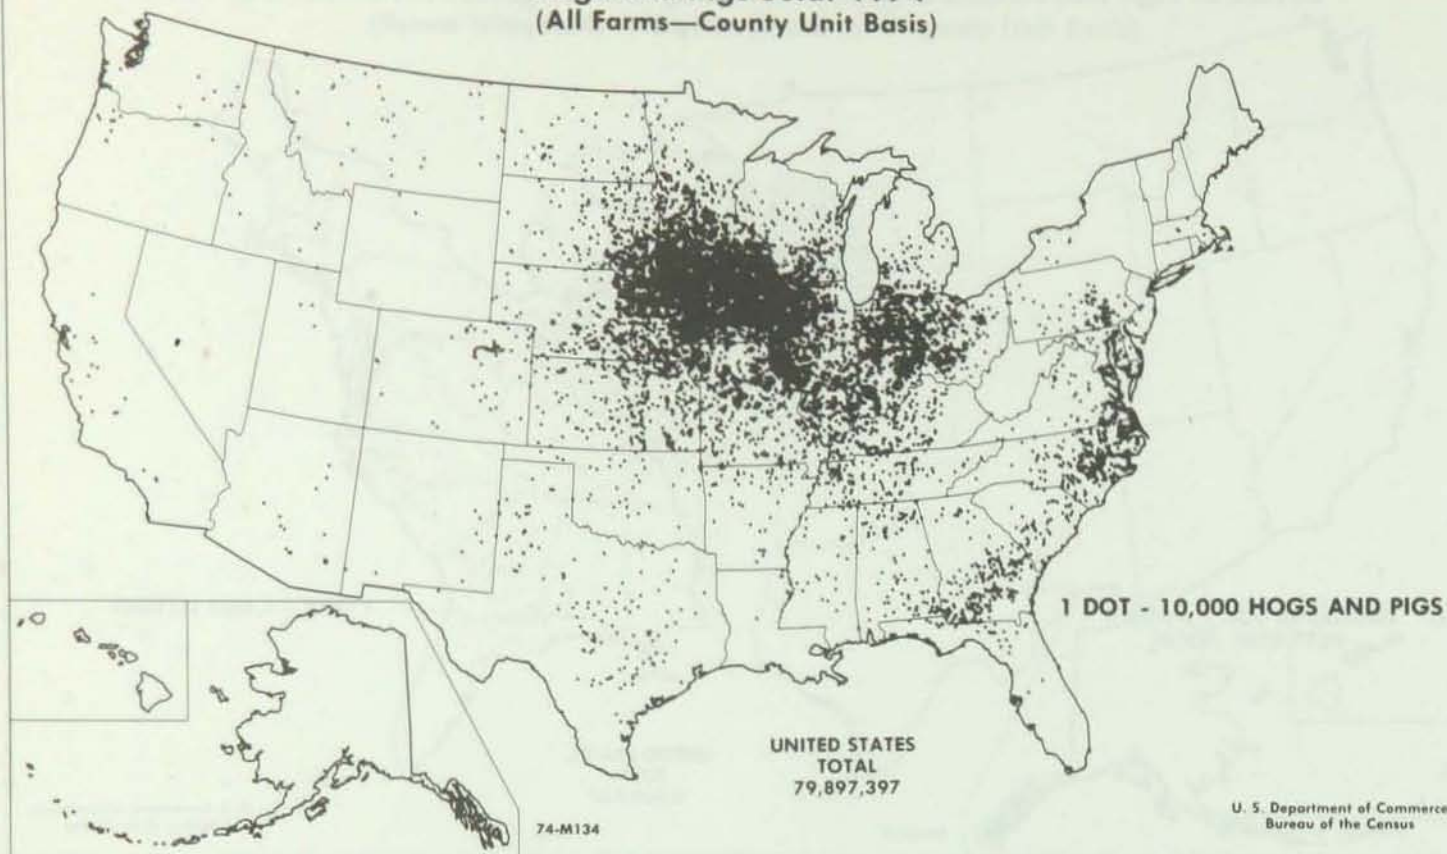 (All Farms—County Unit Basis)
1 DOT - 10,000 HOGS AND PIGS
UNITED STATES
TOTAL
79,897,397
74-M134
U. S. Department of Commerce
Bureau of the Census